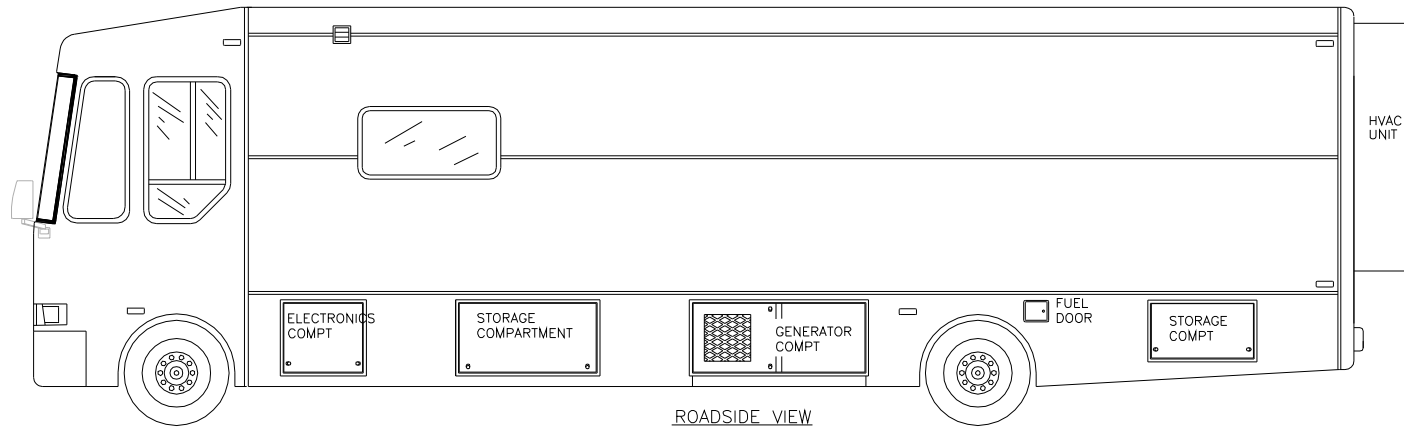 HVAC
UNIT
ELECTRONICS
COMPT
STORAGE
COMPARTMENT
GENERATOR
COMPT
FUEL
DOOR
STORAGE
COMPT
ROADSIDE VIEW